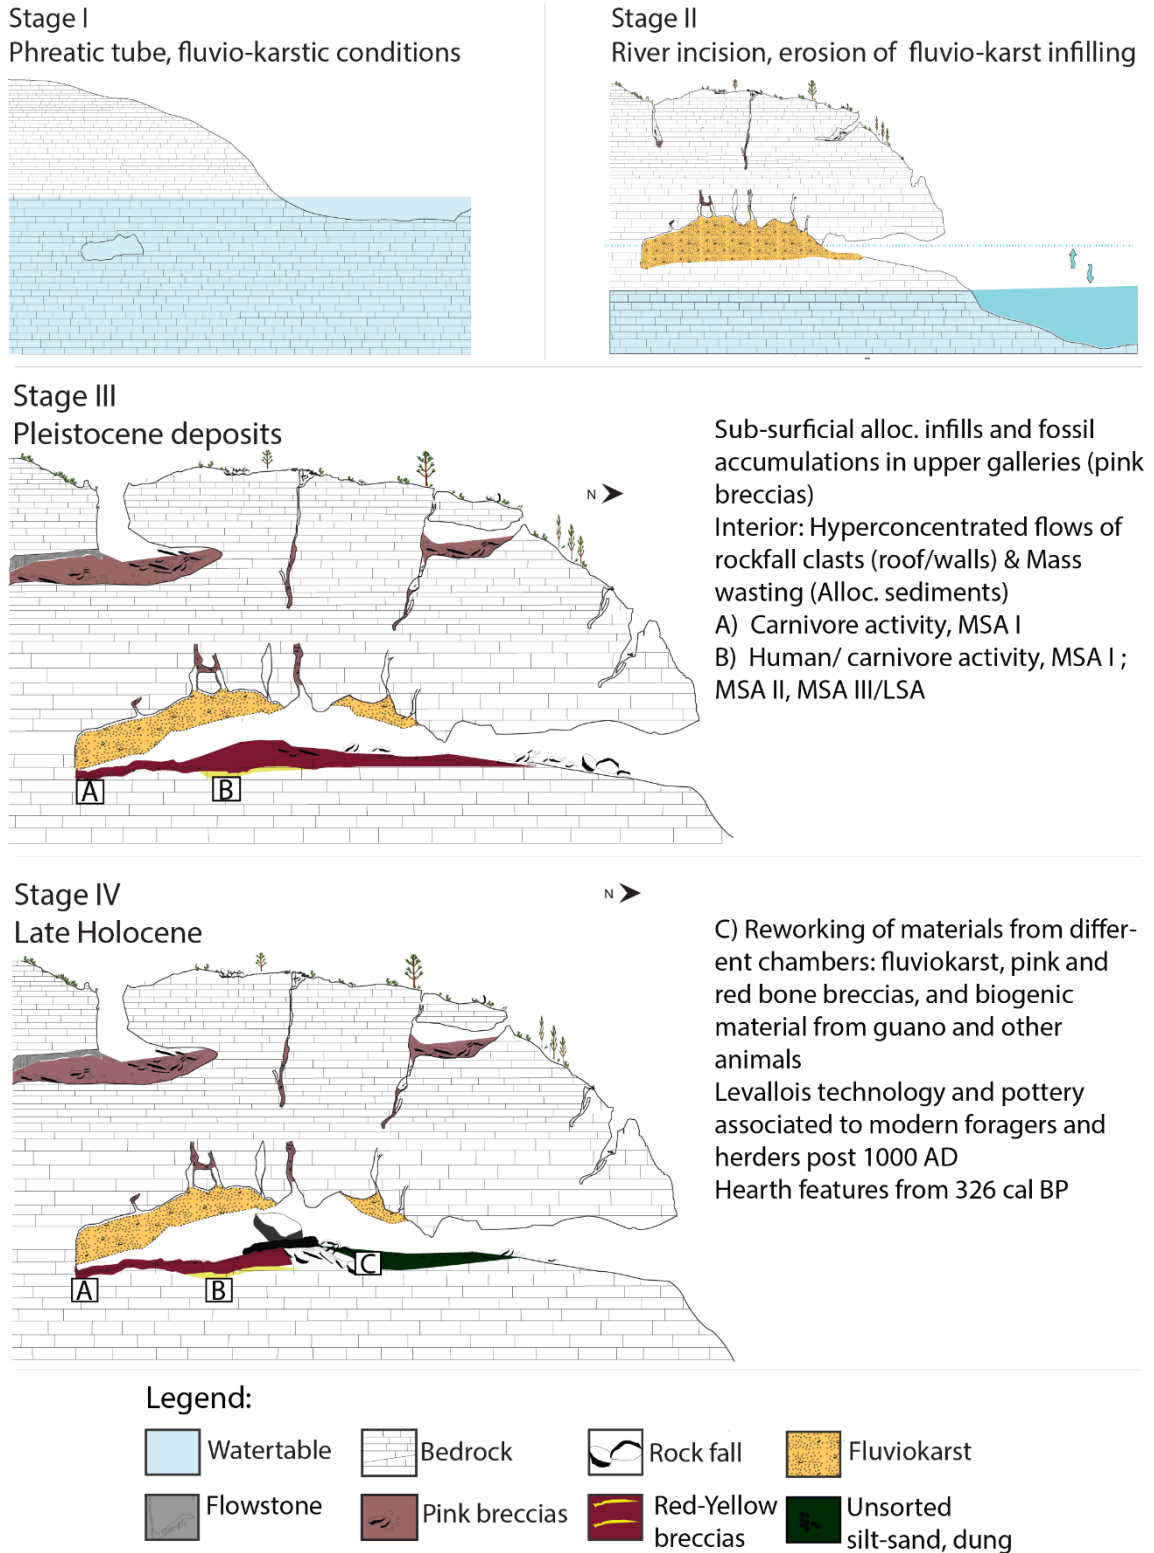 Stage I
Phreatic tube, fluvio-karstic conditions
Stage II
River incision, erosion of fluvio-karst infilling
Stage III
Pleistocene deposits
N
Sub-surficial alloc. infills and fossil
accumulations in upper galleries (pink
breccias)
Interior: Hyperconcentrated flows of
rockfall clasts (roof/walls) & Mass
wasting (Alloc. sediments)
A) Carnivore activity, MSA I
B) Human/ carnivore activity, MSA I ;
MSA II, MSA III/LSA
A
B
Stage IV
Late Holocene
N
C) Reworking of materials from differ-
ent chambers: fluviokarst, pink and
red bone breccias, and biogenic
material from guano and other
animals
Levallois technology and pottery
associated to modern foragers and
herders post 1000 AD
Hearth features from 326 cal BP
A
B
C
Legend:
Watertable
Bedrock
Rock fall
Fluviokarst
Flowstone
Pink breccias
Red-Yellow
breccias
Unsorted
silt-sand, dung